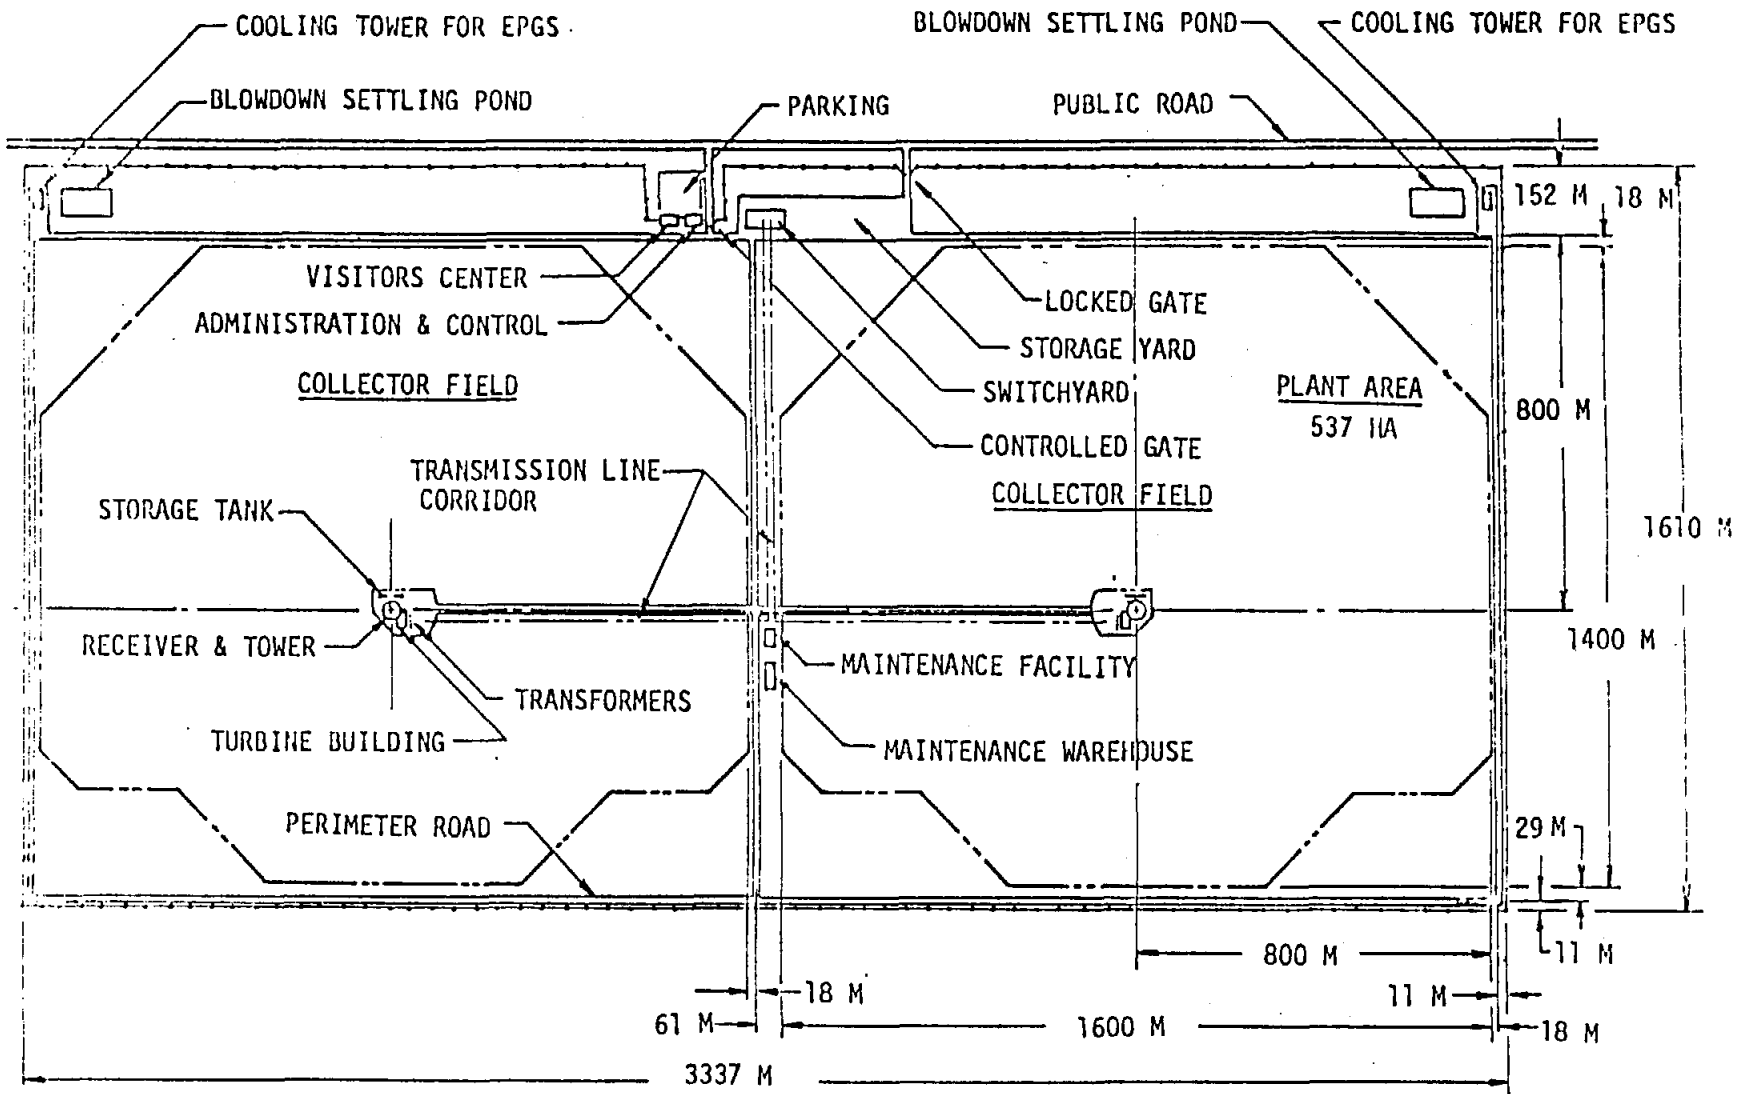 COOLING TOWER FOR EPGS
BLOWDOWN SETTLING POND
COOLING TOWER FOR EPGS
BLOWDOWN SETTLING POND
PARKING
PUBLIC ROAD
152 M
18 M
VISITORS CENTER
LOCKED GATE
ADMINISTRATION & CONTROL
STORAGE YARD
COLLECTOR FIELD
SWITCHYARD
PLANT AREA
537 HA
800 M
CONTROLLED GATE
TRANSMISSION LINE
CORRIDOR
COLLECTOR FIELD
STORAGE TANK
1610 M
RECEIVER & TOWER
MAINTENANCE FACILITY
1400 M
TRANSFORMERS
TURBINE BUILDING
MAINTENANCE WAREHOUSE
PERIMETER ROAD
29 M
800 M
11 M
18 M
11 M
61 M
1600 M
18 M
3337 M